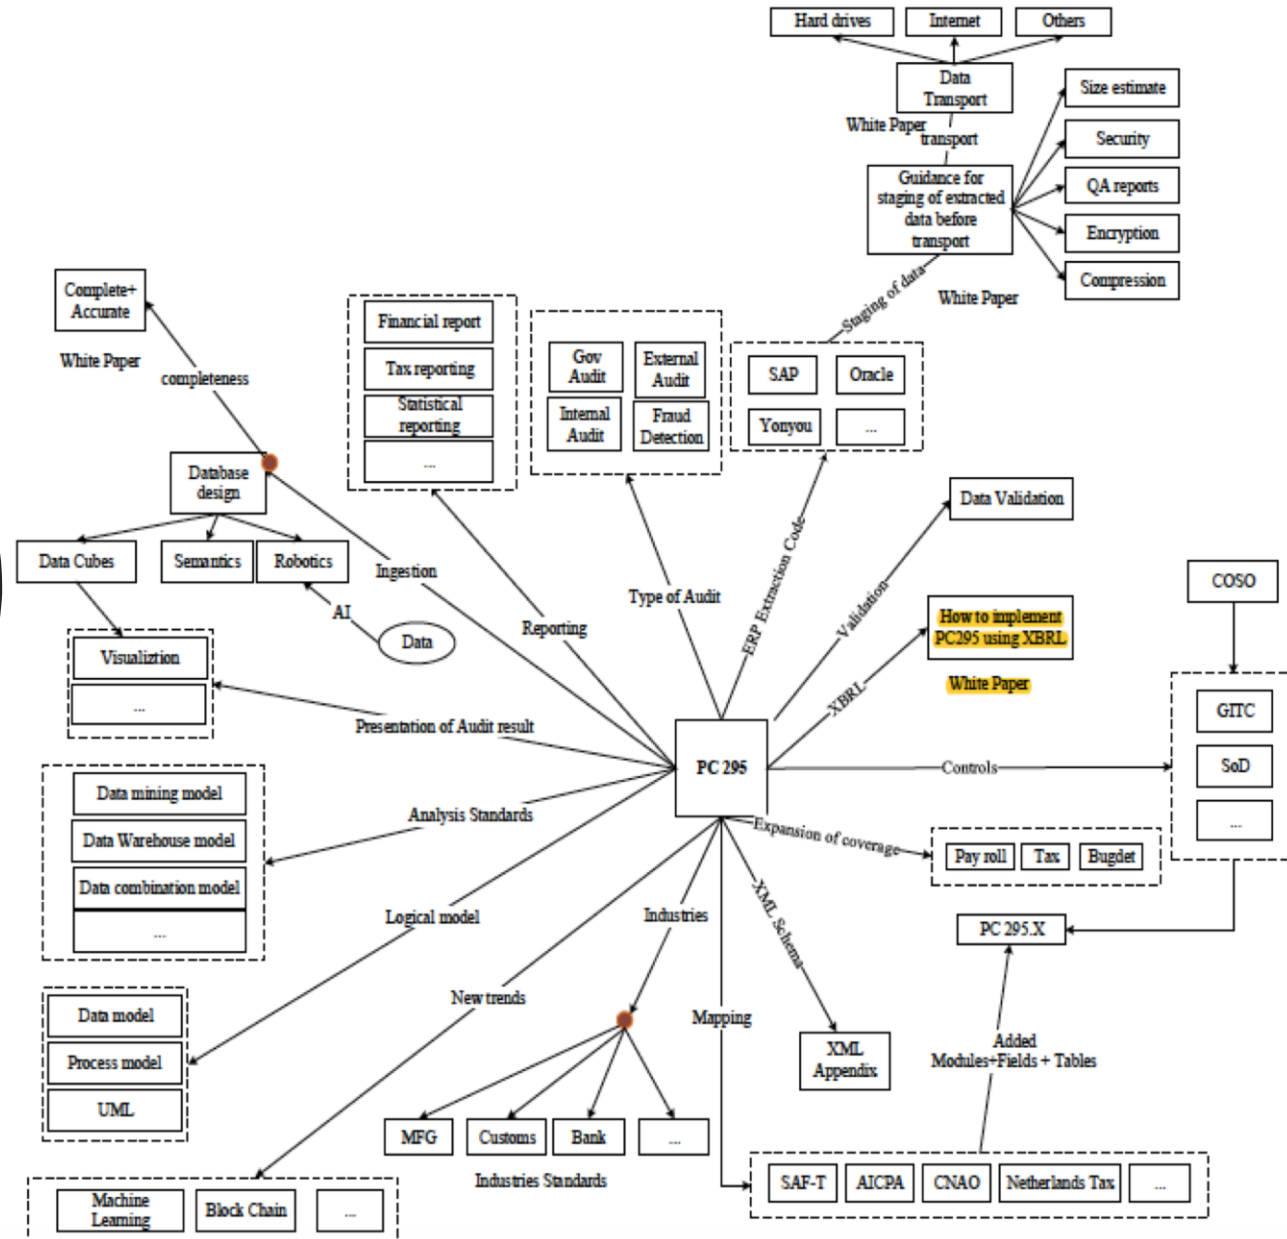 Hard drives
Internet
Others
Data
Transport
Size estimate
White Paper
transport
Security
Guidance for
staging of extracted
data before
transport
QA reports
Encryption
Compression
Staging of data
White Paper
Complete+
Accurate
White Paper
completeness
Financial report
Tax reporting
Statistical
reporting
...
Gov
Audit
External
Audit
Internal
Audit
Fraud
Detection
SAP
Oracle
Yonyou
...
Database
design
Data Cubes
Semantics
Robotics
Ingestion
AI
Data
Reporting
Type of Audit
ERP Extraction Code
Validation
Data Validation
How to implement
PC295 using XBRL
White Paper
XBRL
COSO
GITC
SoD
...
Visualiztion
...
Presentation of Audit result
PC 295
Controls
Data mining model
Data Warehouse model
Data combination model
...
Analysis Standards
Expansion of coverage
Pay roll
Tax
Bugdet
Logical model
Industries
XML Schema
PC 295.X
Data model
Process model
UML
New trends
Mapping
XML
Appendix
Added
Modules+Fields + Tables
MFG
Customs
Bank
...
Industries Standards
SAF-T
AICPA
CNAO
Netherlands Tax
...
Machine
Learning
Block Chain
...